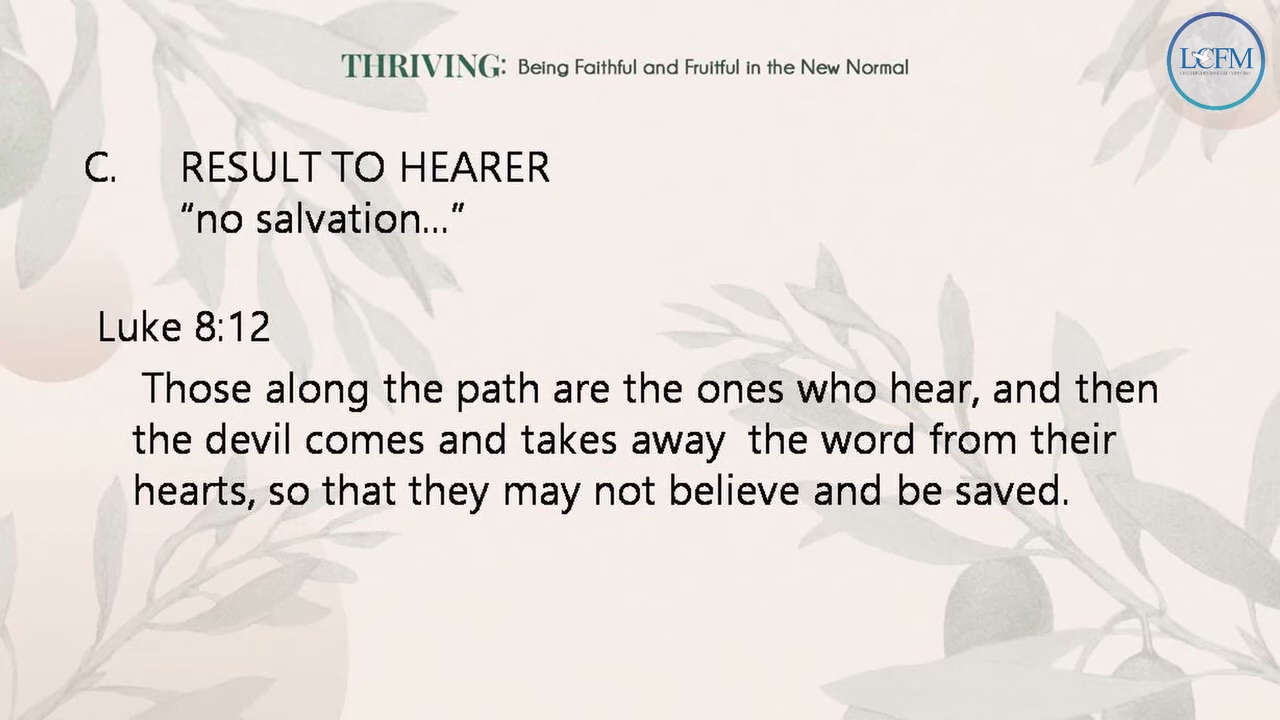 THRIVING: Being Faithful and Fruitful in the New Normal
LCFM
C. RESULT TO HEARER
“no salvation...”
Luke 8:12
Those along the path are the ones who hear, and then
the devil comes and takes away the word from their
hearts, so that they may not believe and be saved.